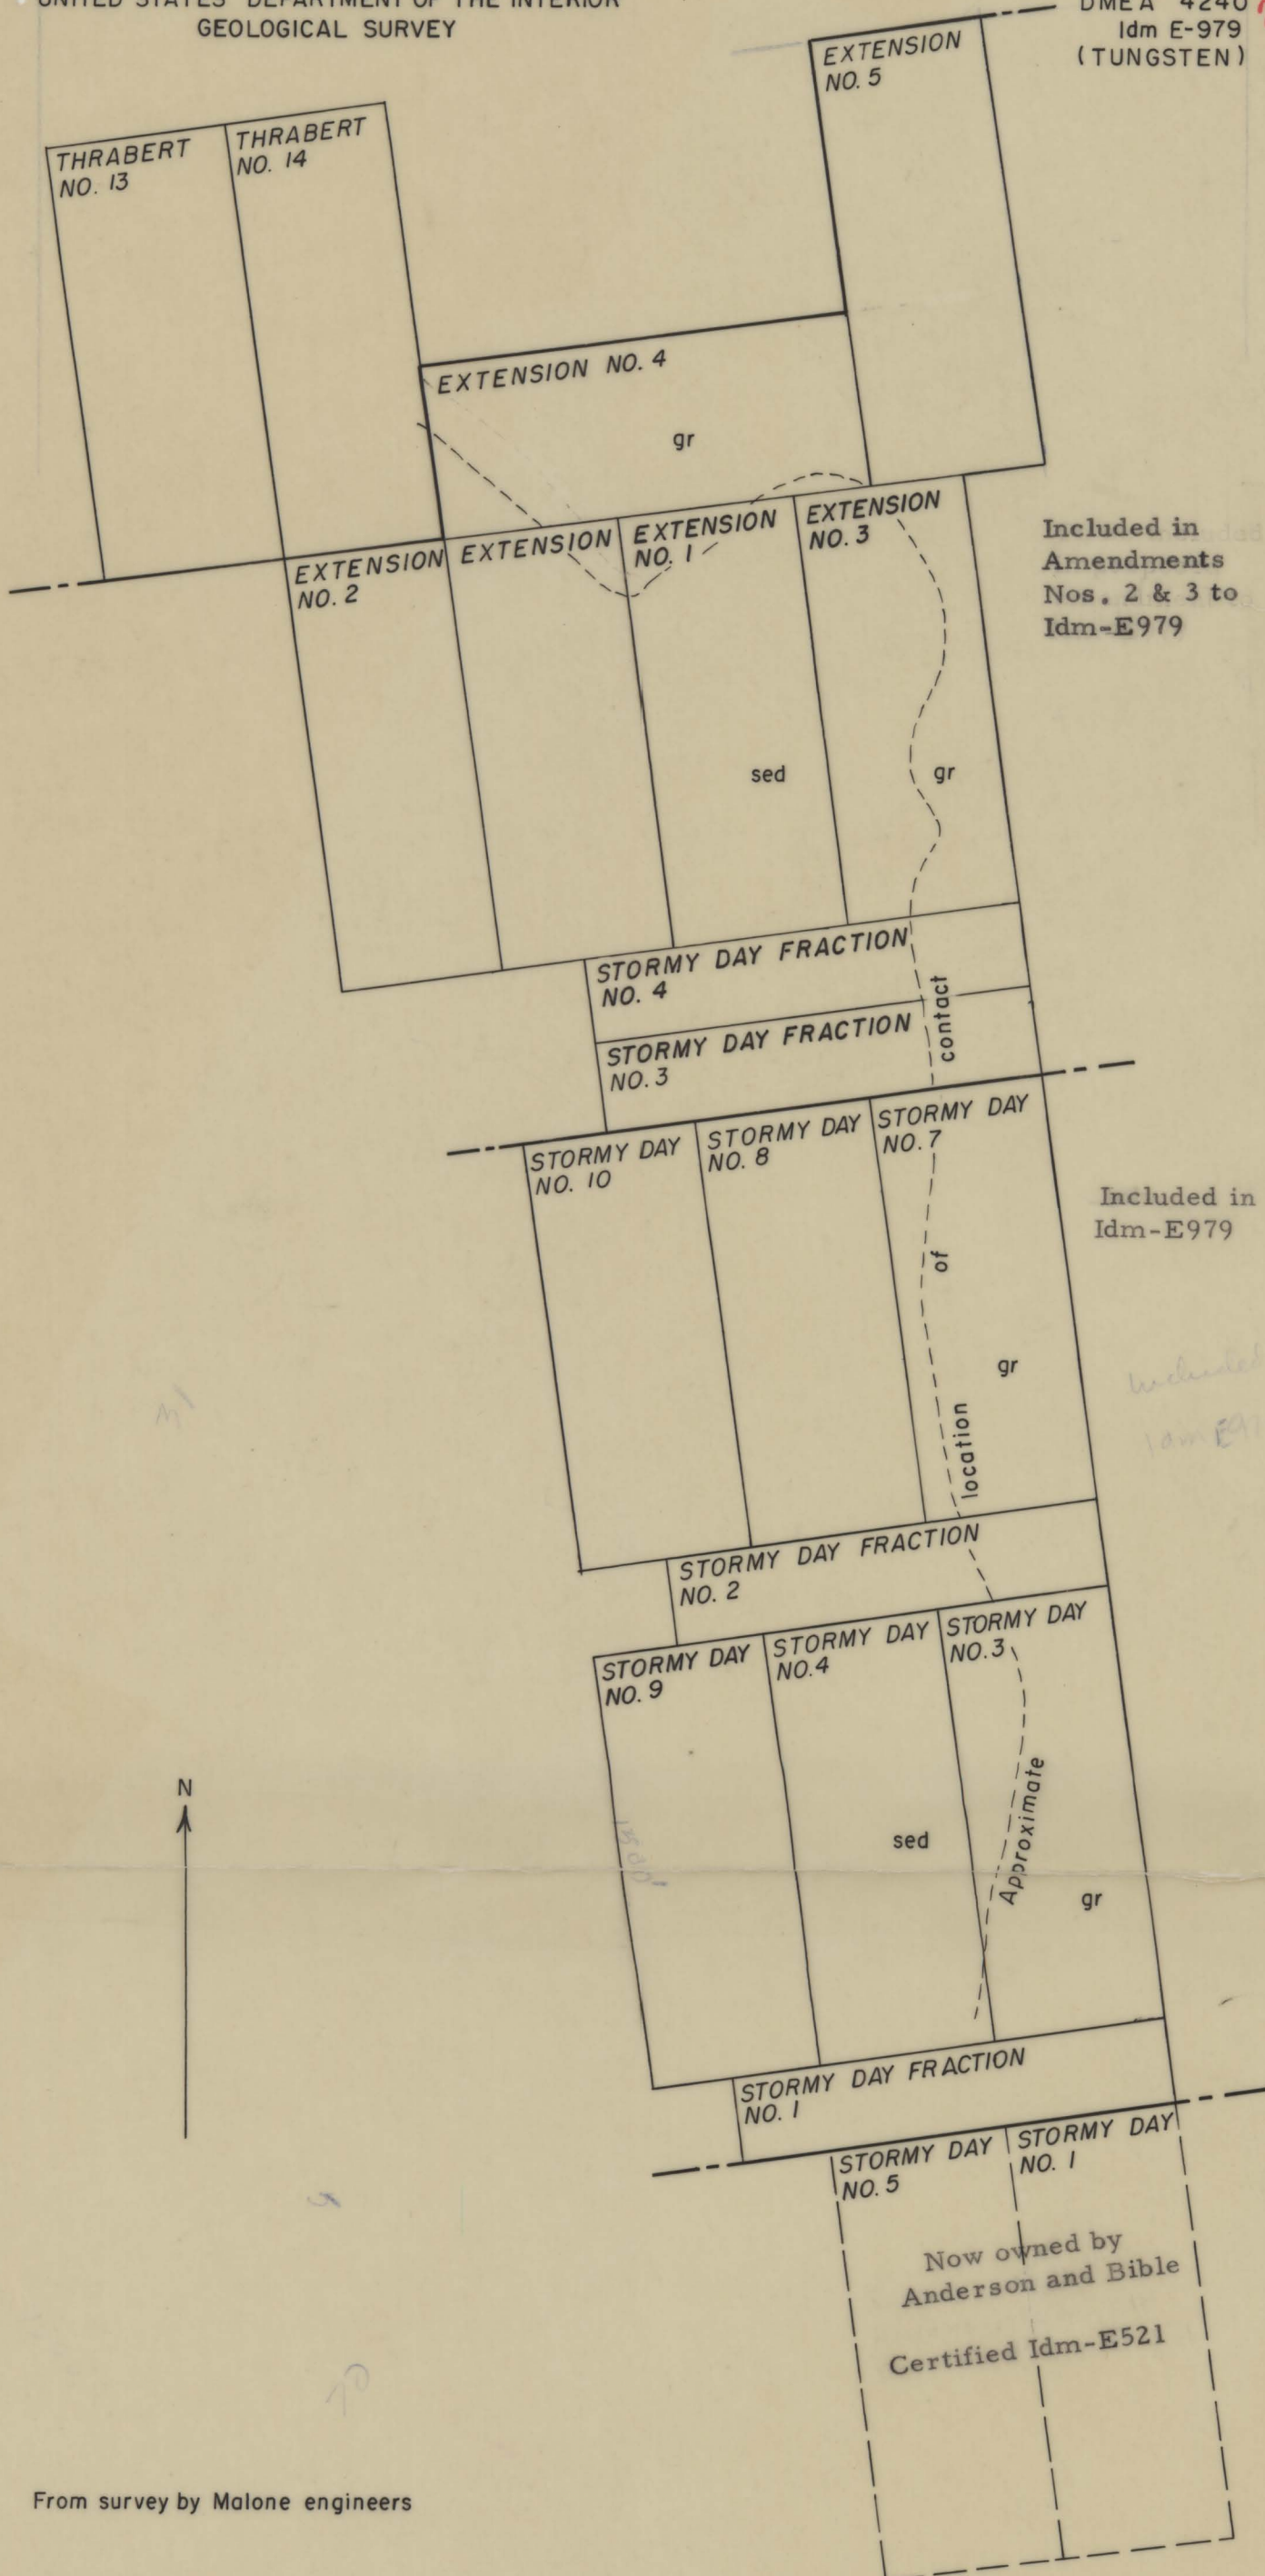 UNITED STATES DEPARTMENT OF THE INTERIOR
GEOLOGICAL SURVEY
DMEA 4240
Idm E-979
(TUNGSTEN)
EXTENSION
NO. 5
THRABERT
NO. 13
THRABERT
NO. 14
EXTENSION NO. 4
gr
EXTENSION
NO. 2
EXTENSION
EXTENSION
NO. 1
EXTENSION
NO. 3
Included in
Amendments
Nos. 2 & 3 to
Idm-E979
sed
gr
STORMY DAY FRACTION
NO. 4
STORMY DAY FRACTION
NO. 3
contact
STORMY DAY
NO. 10
STORMY DAY
NO. 8
STORMY DAY
NO. 7
Included in
Idm-E979
of
gr
Included
Idm E97
location
STORMY DAY FRACTION
NO. 2
STORMY DAY
NO. 9
STORMY DAY
NO. 4
STORMY DAY
NO. 3
N
Approximate
sed
gr
STORMY DAY FRACTION
NO. 1
STORMY DAY
NO. 5
STORMY DAY
NO. 1
Now owned by
Anderson and Bible
Certified Idm-E521
From survey by Malone engineers